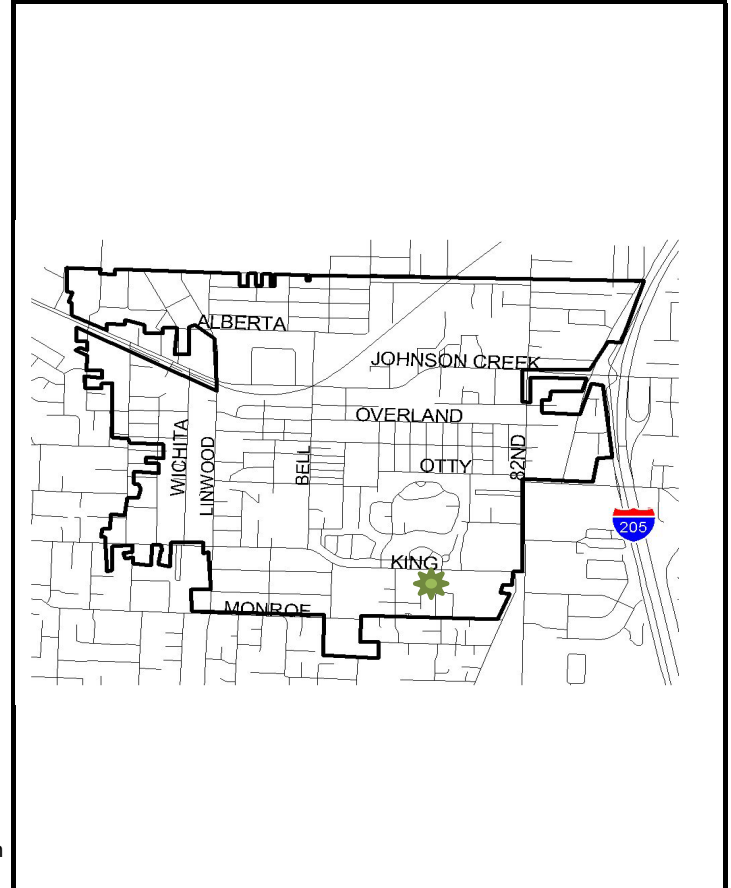 ALBERTA
JOHNSON CREEK
OVERLAND
WICHITA
LINWOOD
BELL
OTTY
82ND
205
KING
MONROE